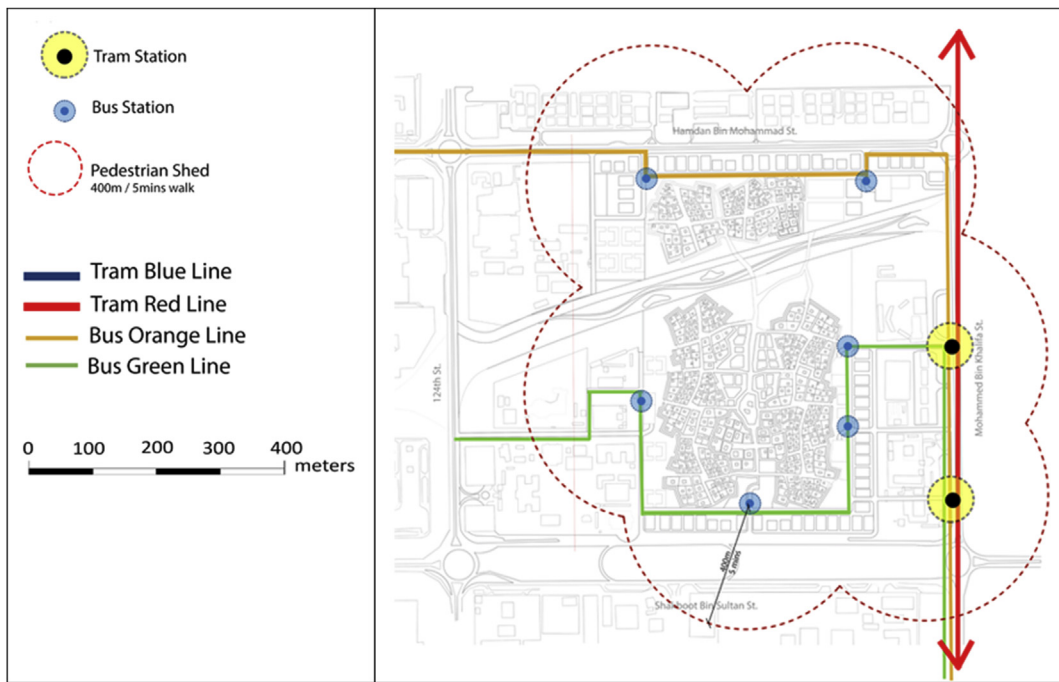 Tram Station
Bus Station
Pedestrian Shed
400m / 5mins walk
Tram Blue Line
Tram Red Line
Bus Orange Line
Bus Green Line
0 100 200 300 400 meters
Hamdan Bin Mohammad St.
124th St.
Mohammed Bin Khalifa St.
400m
5 mins
Shakboot Bin Sultan St.